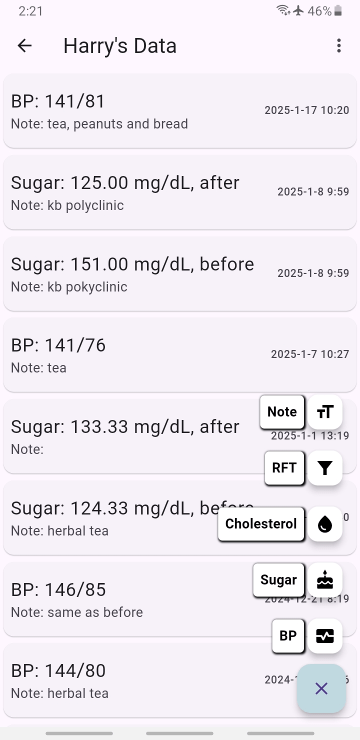 2:21
46%
Harry's Data
BP: 141/81
Note: tea, peanuts and bread
2025-1-17 10:20
Sugar: 125.00 mg/dL, after
Note: kb polyclinic
2025-1-8 9:59
Sugar: 151.00 mg/dL, before
Note: kb pokyclinic
2025-1-8 9:59
BP: 141/76
Note: tea
2025-1-7 10:27
Sugar: 133.33 mg/dL, after
Note:
2025-1-1 13:19
Note
RFT
Sugar: 124.33 mg/dL, before
Note: herbal tea
Cholesterol
Sugar
BP: 146/85
Note: same as before
2024-12-21 8:19
BP
BP: 144/80
Note: herbal tea
2024-